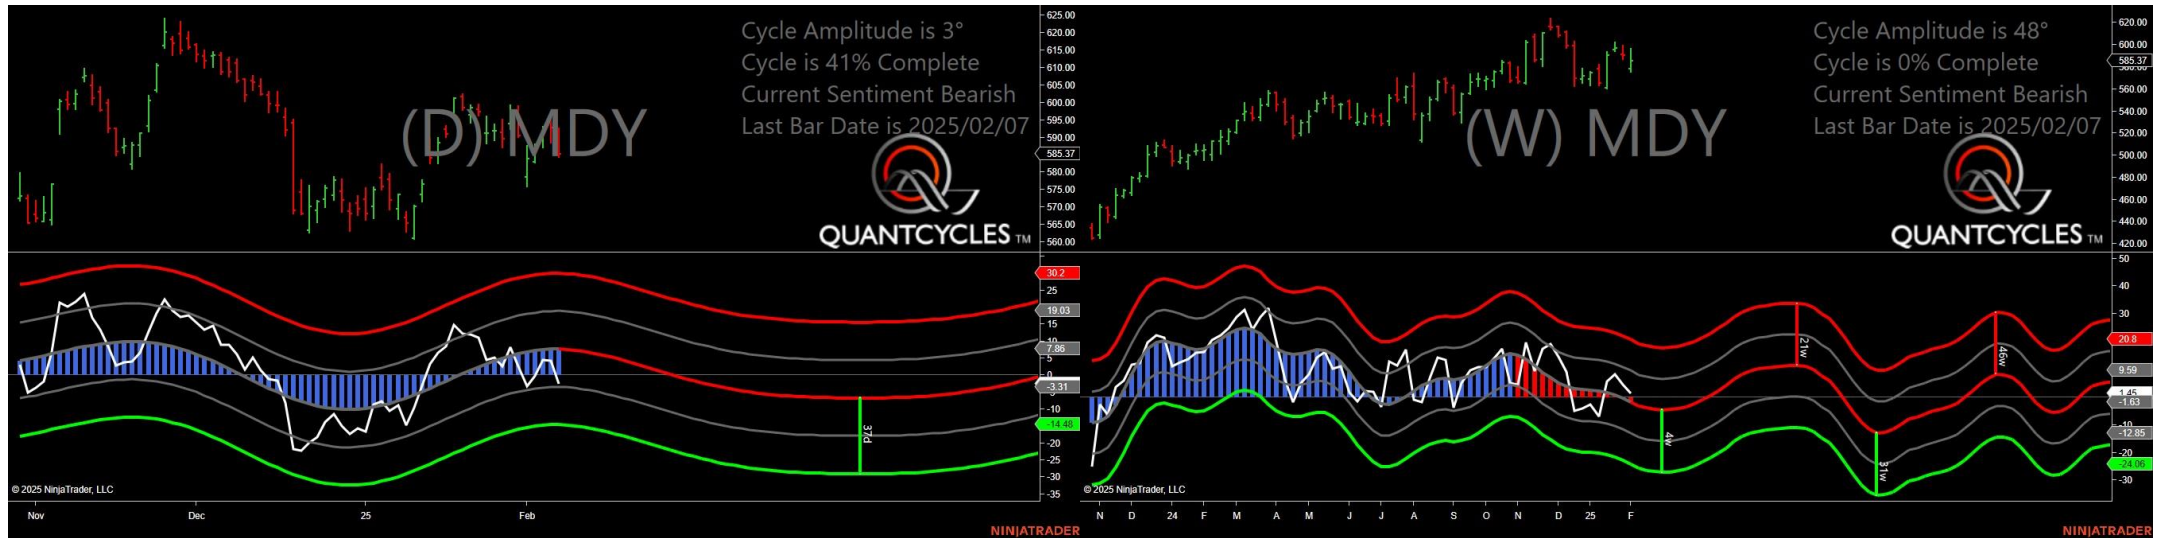 Cycle Amplitude is 3°
Cycle is 41% Complete
Current Sentiment Bearish
Last Bar Date is 2025/02/07
(D) MDY
QUANTCYCLES TM
625.00
620.00
615.00
610.00
605.00
600.00
595.00
590.00
585.37
580.00
575.00
570.00
565.00
560.00
30.2
25
19.03
15
7.86
5
0
-3.31
-10
-14.48
-20
-25
-30
-35
37d
© 2025 NinjaTrader, LLC
Nov
Dec
25
Feb
NINJATRADER
Cycle Amplitude is 48°
Cycle is 0% Complete
Current Sentiment Bearish
Last Bar Date is 2025/02/07
(W) MDY
QUANTCYCLES TM
620.00
600.00
585.37
560.00
540.00
520.00
500.00
480.00
460.00
440.00
420.00
50
40
30
20.8
9.59
1.45
-1.63
-12.85
-20
-24.06
-30
4w
21w
31w
46w
© 2025 NinjaTrader, LLC
N
D
24
F
M
A
M
J
J
A
S
O
N
D
25
F
NINJATRADER